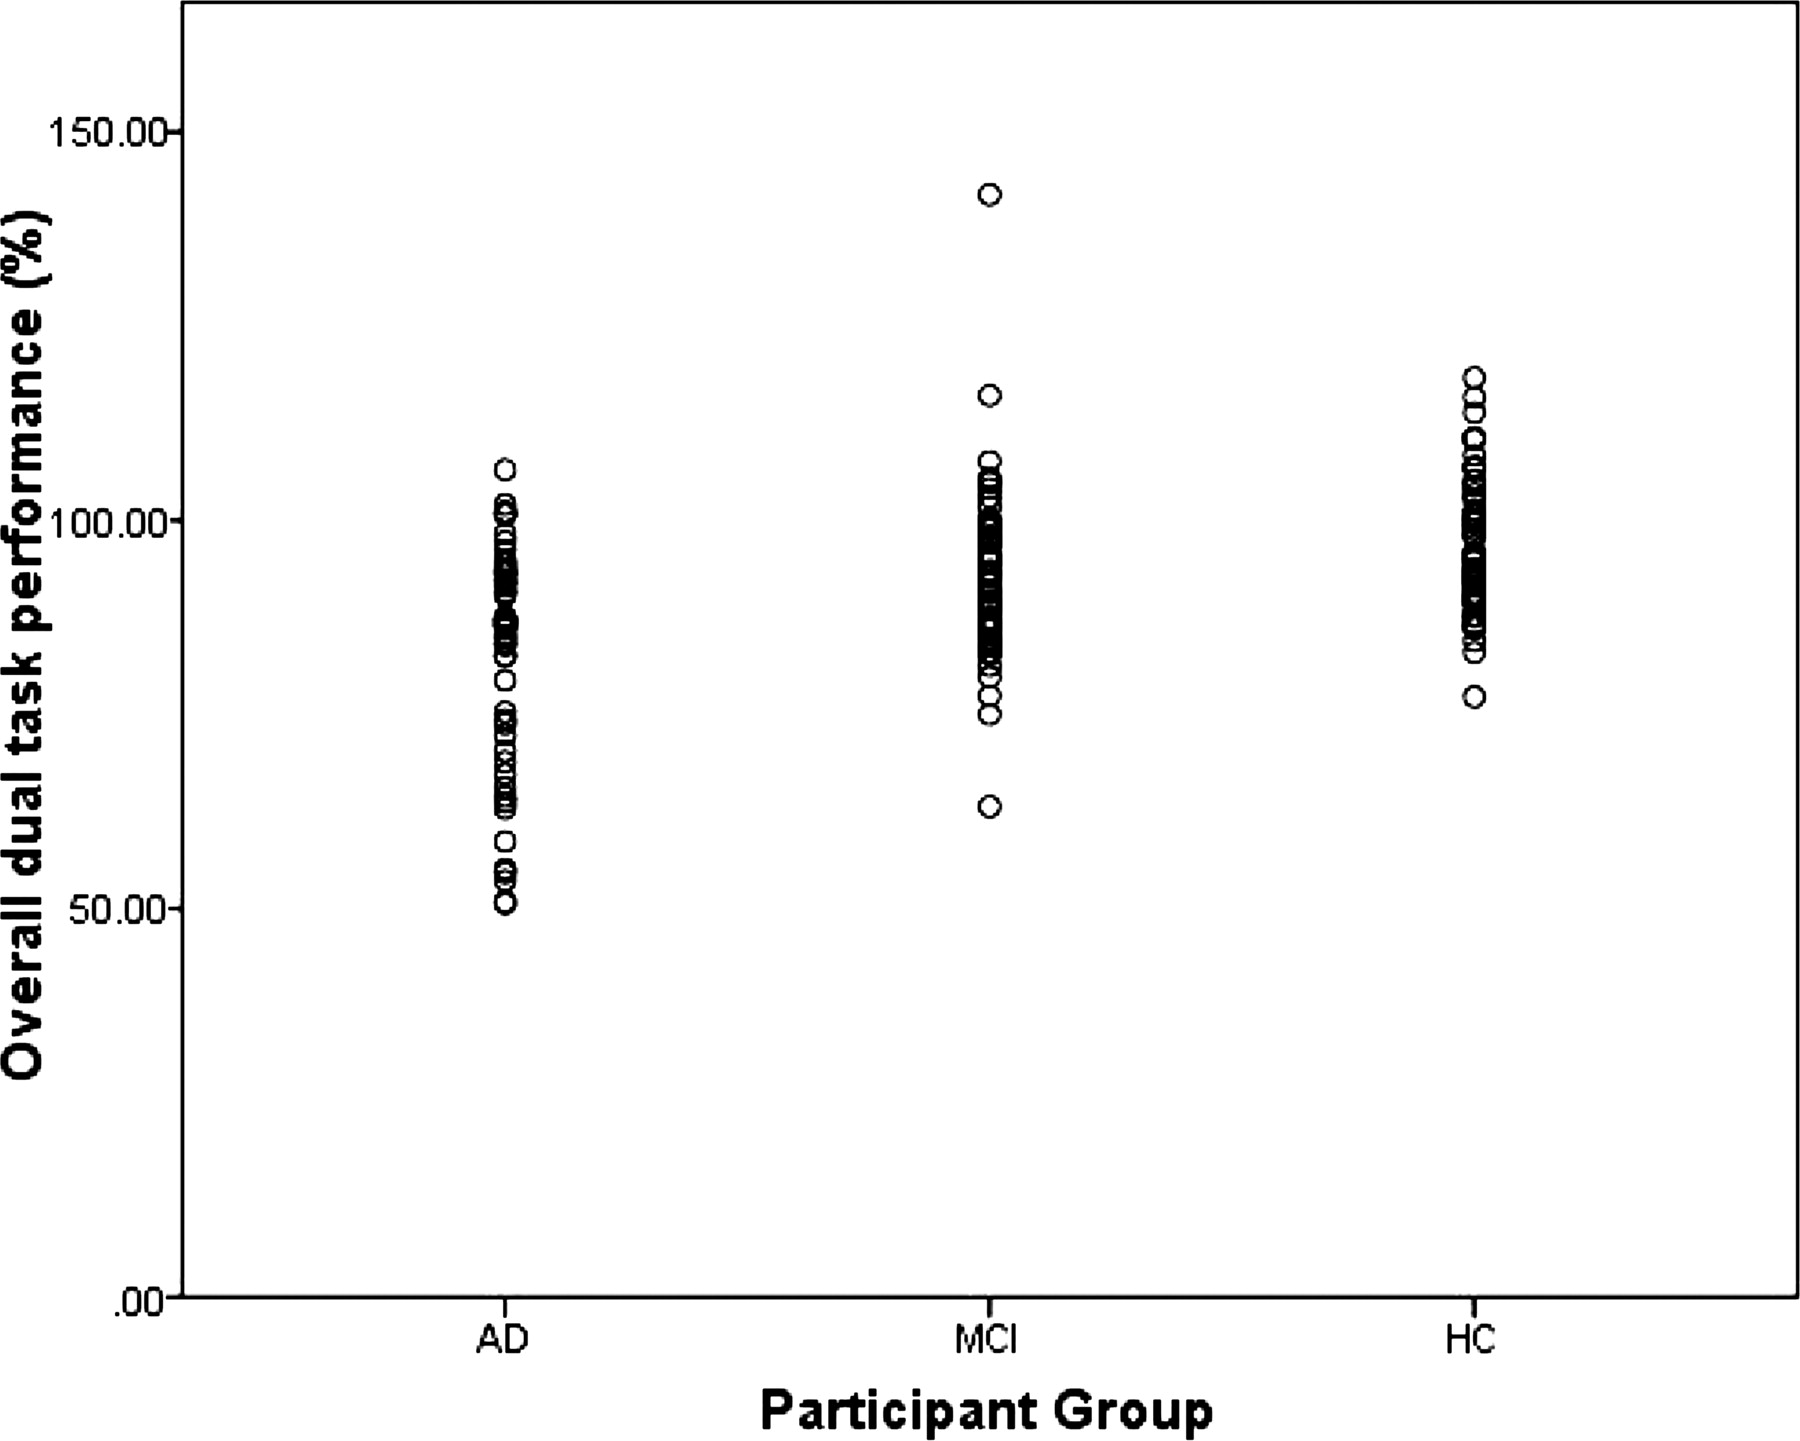 Overall dual task performance (%)
150.00
100.00
50.00
.00
AD MCI HC
Participant Group